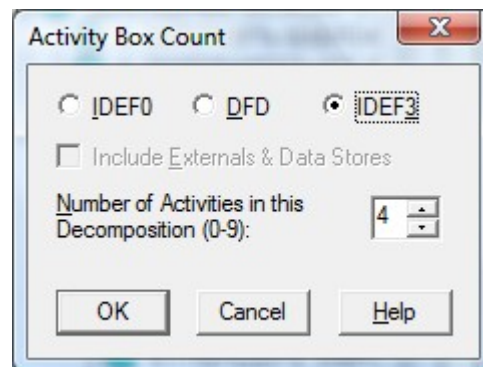 Activity Box Count
IDEF0 DFD IDEF3
Include Externals & Data Stores
Number of Activities in this
Decomposition (0-9):
4
OK Cancel Help